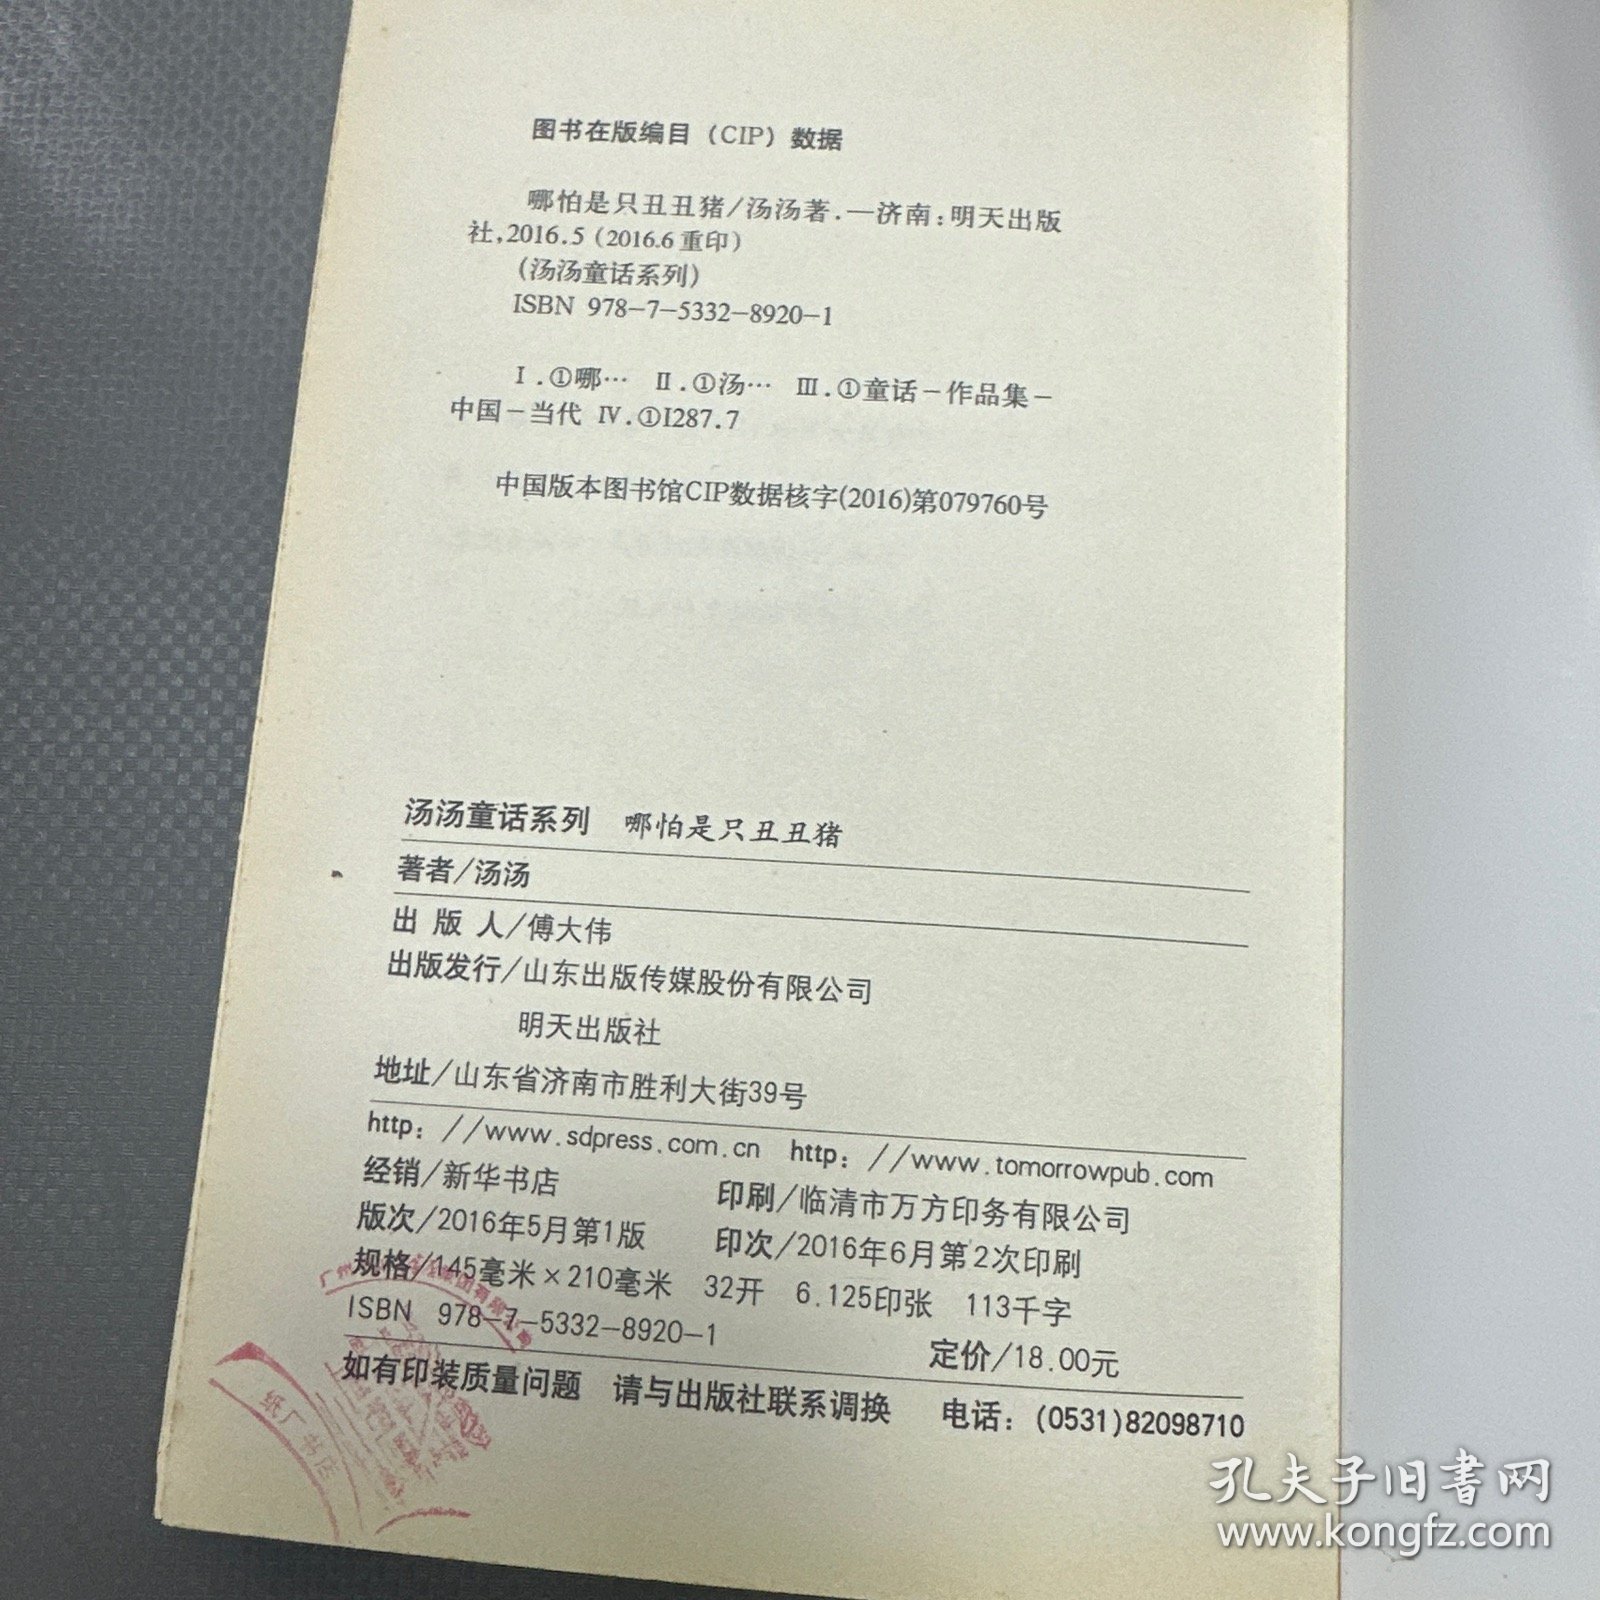 图书在版编目（CIP）数据
哪怕是只丑丑猪/汤汤著.—济南：明天出版
社,2016.5（2016.6重印）
（汤汤童话系列）
ISBN 978-7-5332-8920-1
Ⅰ.①哪… Ⅱ.①汤… Ⅲ.①童话－作品集－
中国－当代 Ⅳ.①I287.7
中国版本图书馆CIP数据核字(2016)第079760号
汤汤童话系列 哪怕是只丑丑猪
著者/汤汤
出 版 人/傅大伟
出版发行/山东出版传媒股份有限公司
明天出版社
地址/山东省济南市胜利大街39号
http: //www.sdpress.com.cn http: //www.tomorrowpub.com
经销/新华书店 印刷/临清市万方印务有限公司
版次/2016年5月第1版 印次/2016年6月第2次印刷
规格/145毫米×210毫米 32开 6.125印张 113千字
ISBN 978-7-5332-8920-1 定价/18.00元
如有印装质量问题 请与出版社联系调换 电话：(0531)82098710
纸厂书店
孔夫子旧书网
www.kongfz.com